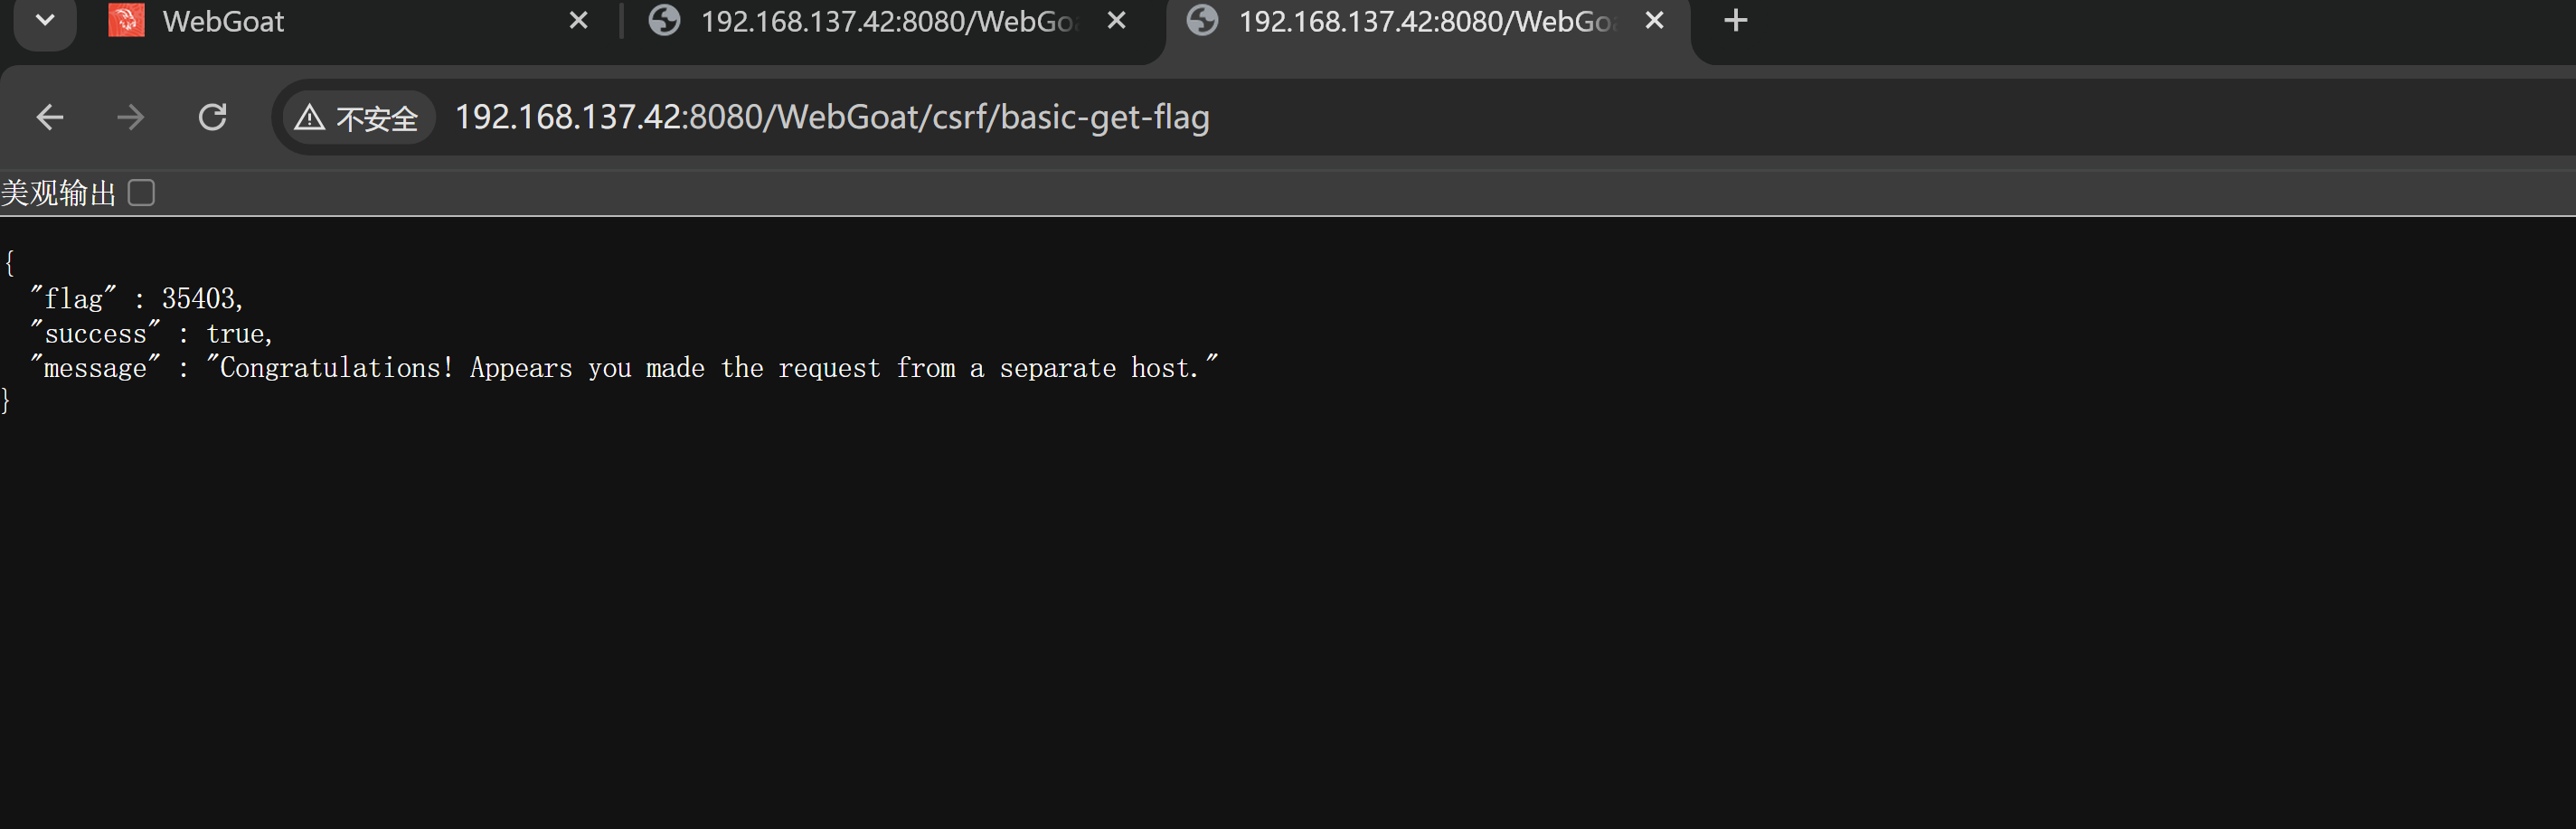 WebGoat
192.168.137.42:8080/WebGo
192.168.137.42:8080/WebGo
不安全 192.168.137.42:8080/WebGoat/csrf/basic-get-flag
美观输出
{
"flag" : 35403,
"success" : true,
"message" : "Congratulations! Appears you made the request from a separate host."
}